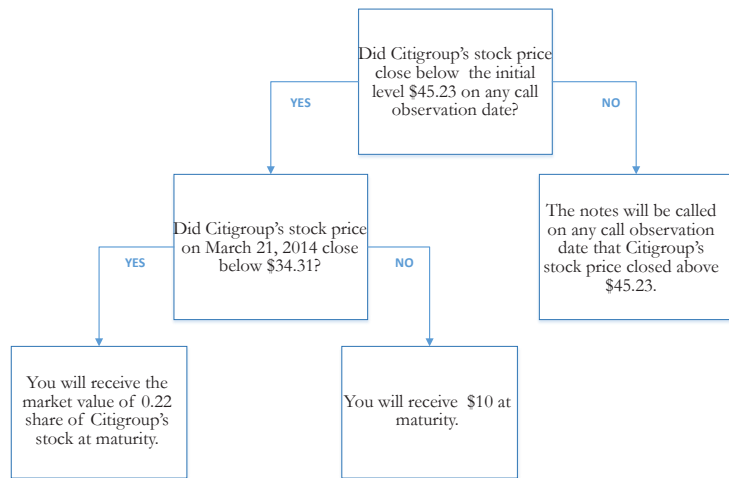 Did Citigroup's stock price
close below the initial
level $45.23 on any call
observation date?
YES
NO
Did Citigroup's stock price
on March 21, 2014 close
below $34.31?
The notes will be called
on any call observation
date that Citigroup's
stock price closed above
$45.23.
YES
NO
You will receive the
market value of 0.22
share of Citigroup's
stock at maturity.
You will receive $10 at
maturity.